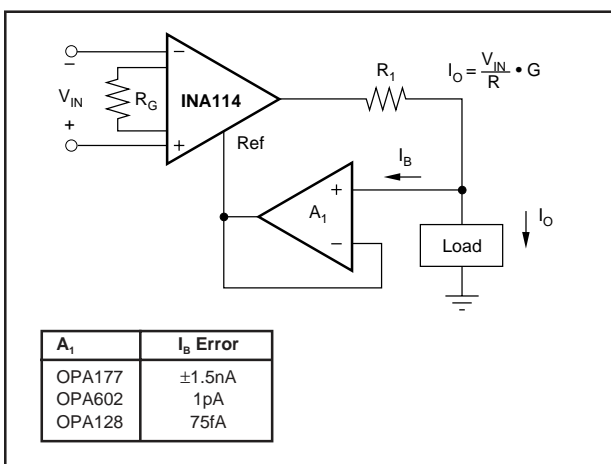 −
V_IN
+
R_G
−
INA114
+
Ref
R_1
I_O = V_IN/R • G
I_B
+
A_1
−
Load
I_O
A_1 I_B Error
OPA177 ±1.5nA
OPA602 1pA
OPA128 75fA